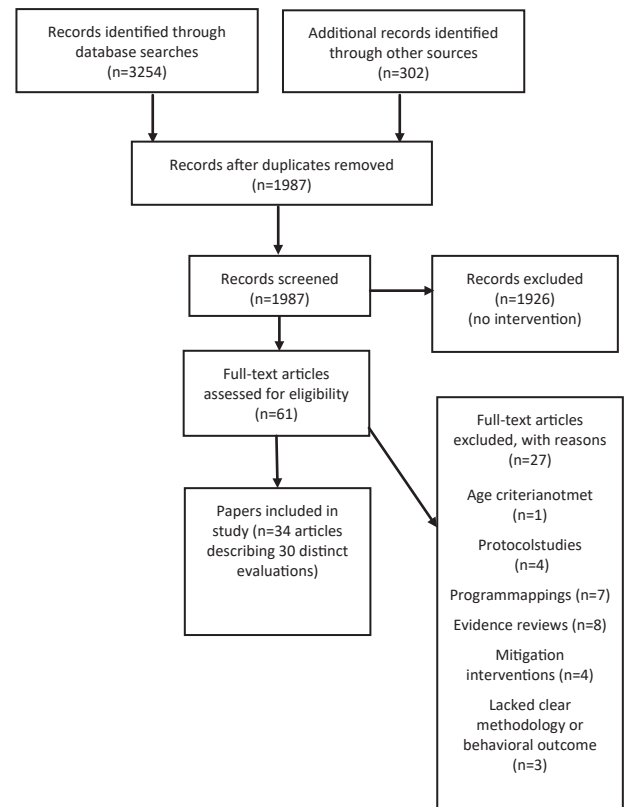 Records identified through
database searches
(n=3254)
Additional records identified
through other sources
(n=302)
Records after duplicates removed
(n=1987)
Records screened
(n=1987)
Records excluded
(n=1926)
(no intervention)
Full-text articles
assessed for eligibility
(n=61)
Full-text articles
excluded, with reasons
(n=27)
Age criterianotmet
(n=1)
Protocolstudies
(n=4)
Programmappings (n=7)
Evidence reviews (n=8)
Mitigation
interventions (n=4)
Lacked clear
methodology or
behavioral outcome
(n=3)
Papers included in
study (n=34 articles
describing 30 distinct
evaluations)